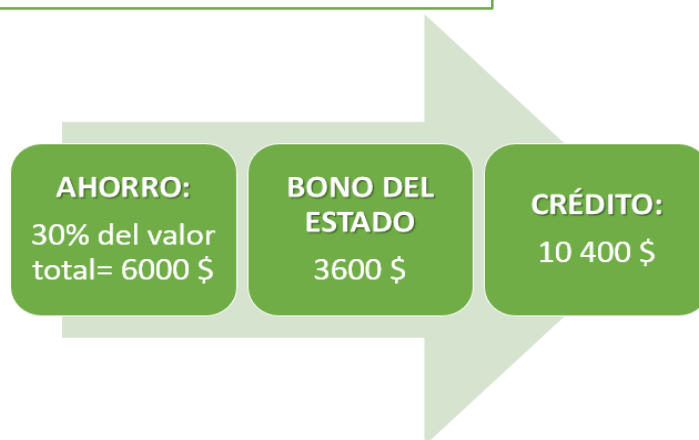 AHORRO:
30% del valor
total= 6000 $
BONO DEL
ESTADO
3600 $
CRÉDITO:
10 400 $